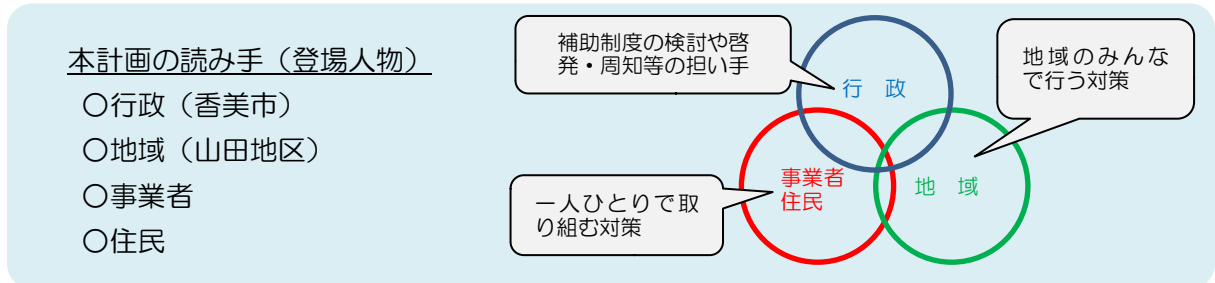 本計画の読み手（登場人物）
〇行政（香美市）
〇地域（山田地区）
〇事業者
〇住民
補助制度の検討や啓
発・周知等の担い手
地域のみんな
で行う対策
行　政
事業者
住民
地　域
一人ひとりで取
り組む対策